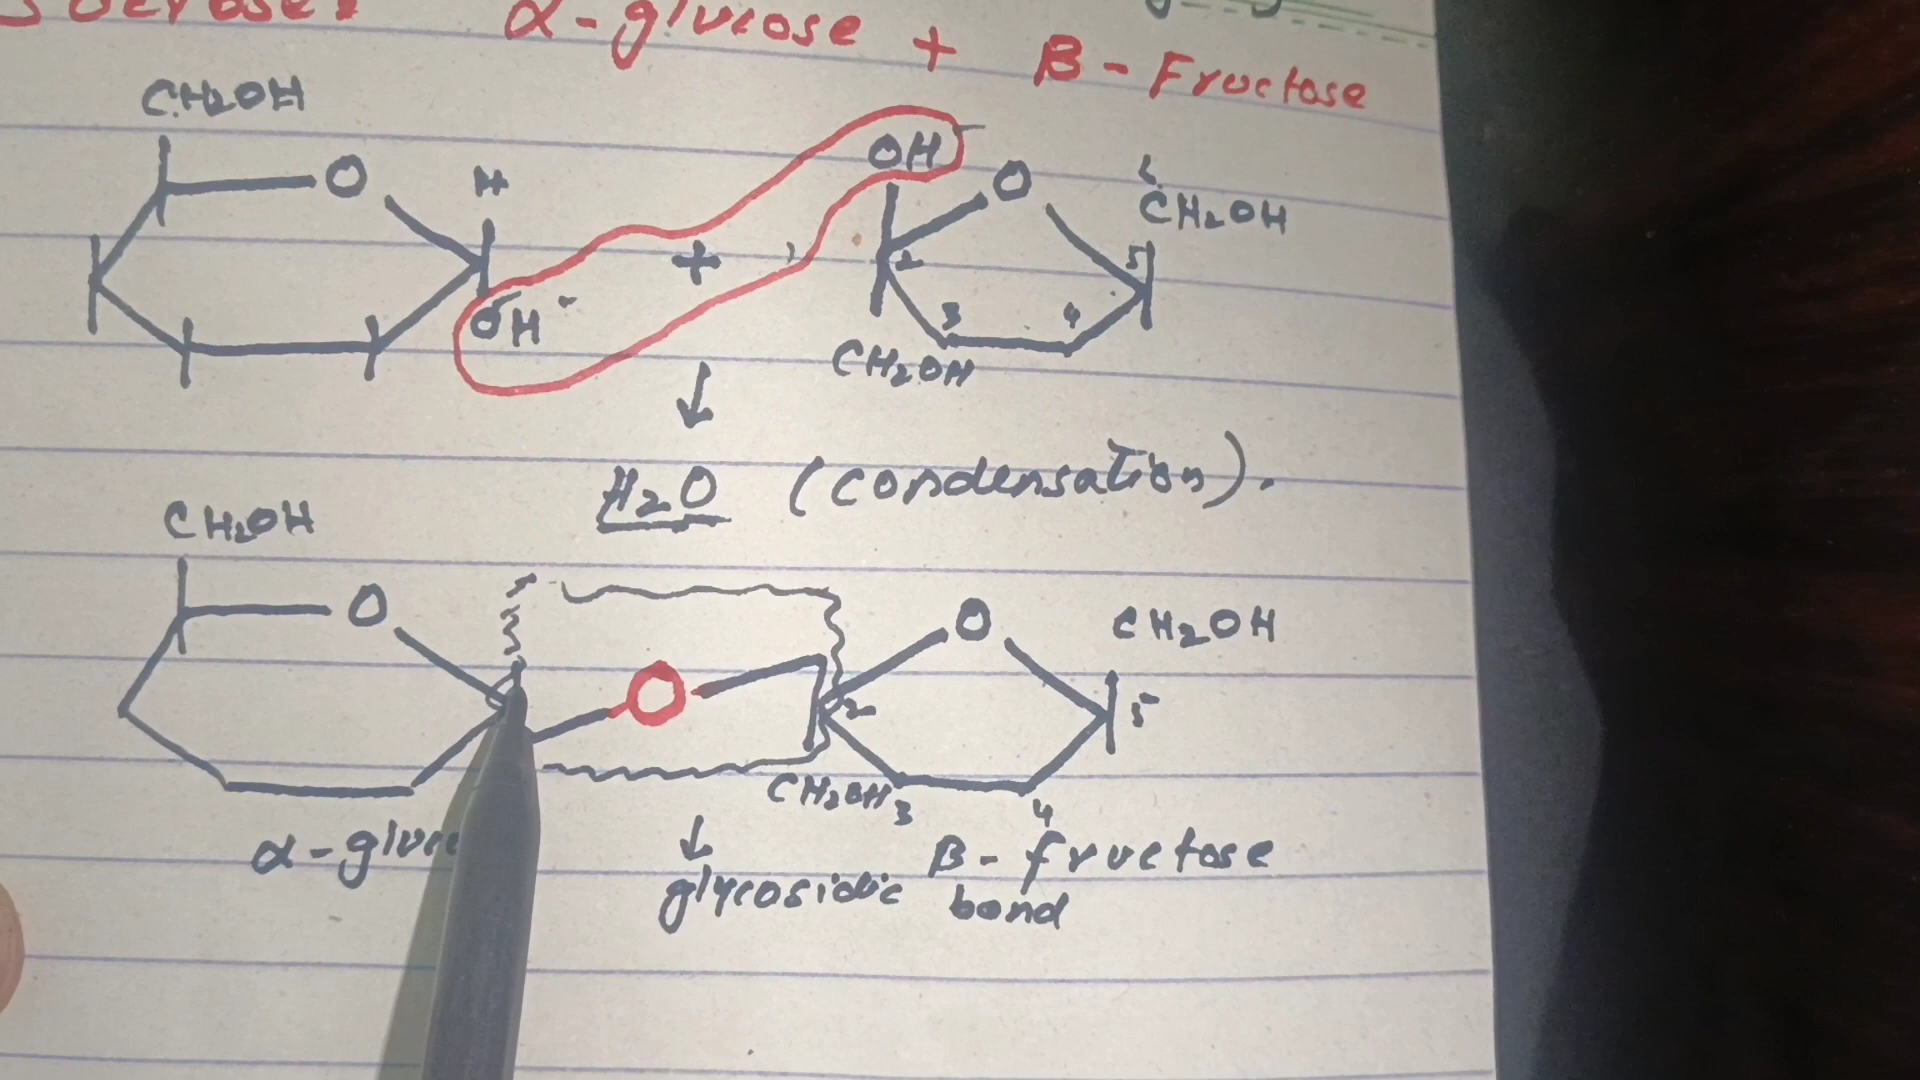 α-glucose + B - Fructose
CH2OH
O
H
OH
+
OH
O
CH2OH
2
3
4
5
CH2OH
↓
H2O (condensation).
CH2OH
O
O
O
CH2OH
2
5
CH2OH
3
4
α-gluc
↓
B- fructose
glycosidic bond